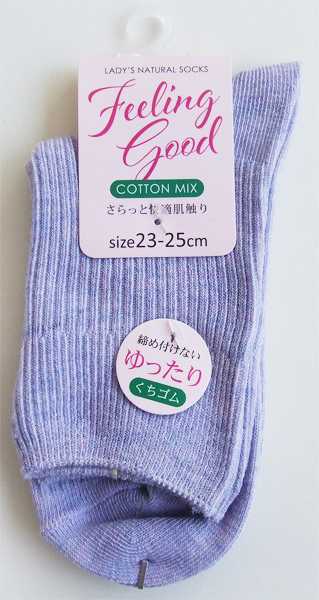 LADY'S NATURAL SOCKS
Feeling
Good
COTTON MIX
さらっと快適肌触り
size23-25cm
締め付けない
ゆったり
くちゴム